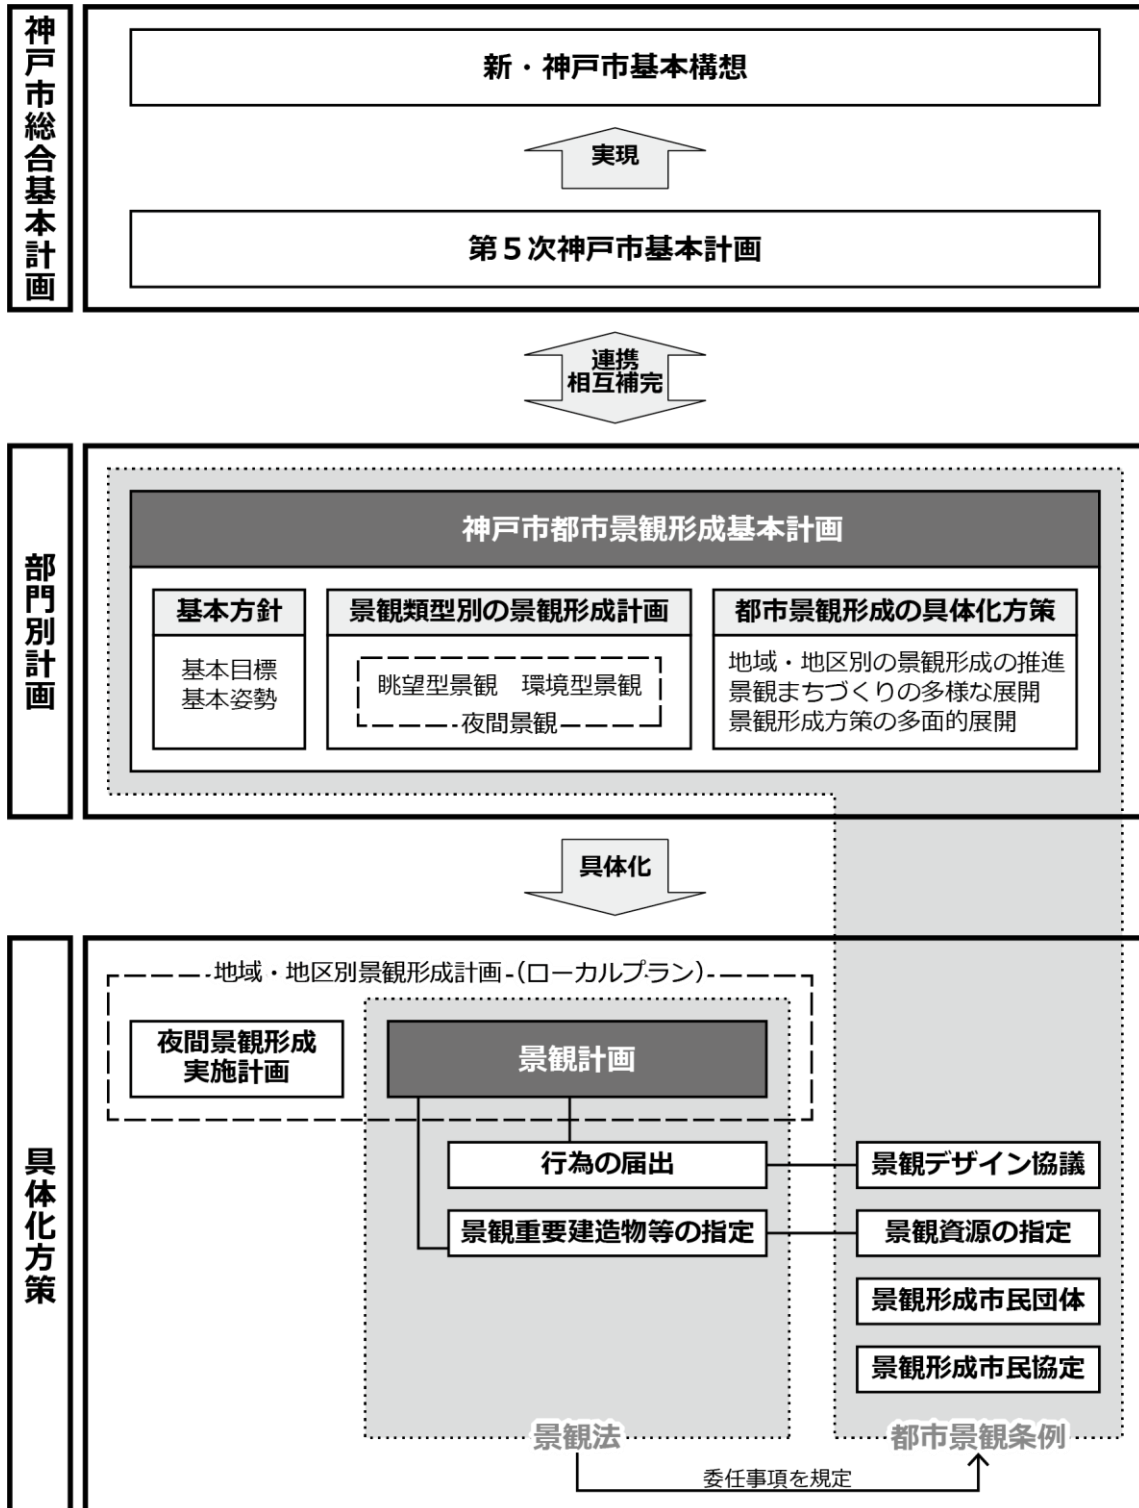 神戸市総合基本計画
新・神戸市基本構想
実現
第５次神戸市基本計画
連携
相互補完
部門別計画
神戸市都市景観形成基本計画
基本方針
基本目標
基本姿勢
景観類型別の景観形成計画
眺望型景観　環境型景観
夜間景観
都市景観形成の具体化方策
地域・地区別の景観形成の推進
景観まちづくりの多様な展開
景観形成方策の多面的展開
具体化
具体化方策
地域・地区別景観形成計画-(ローカルプラン)
夜間景観形成
実施計画
景観計画
行為の届出
景観デザイン協議
景観重要建造物等の指定
景観資源の指定
景観形成市民団体
景観形成市民協定
景観法
都市景観条例
委任事項を規定